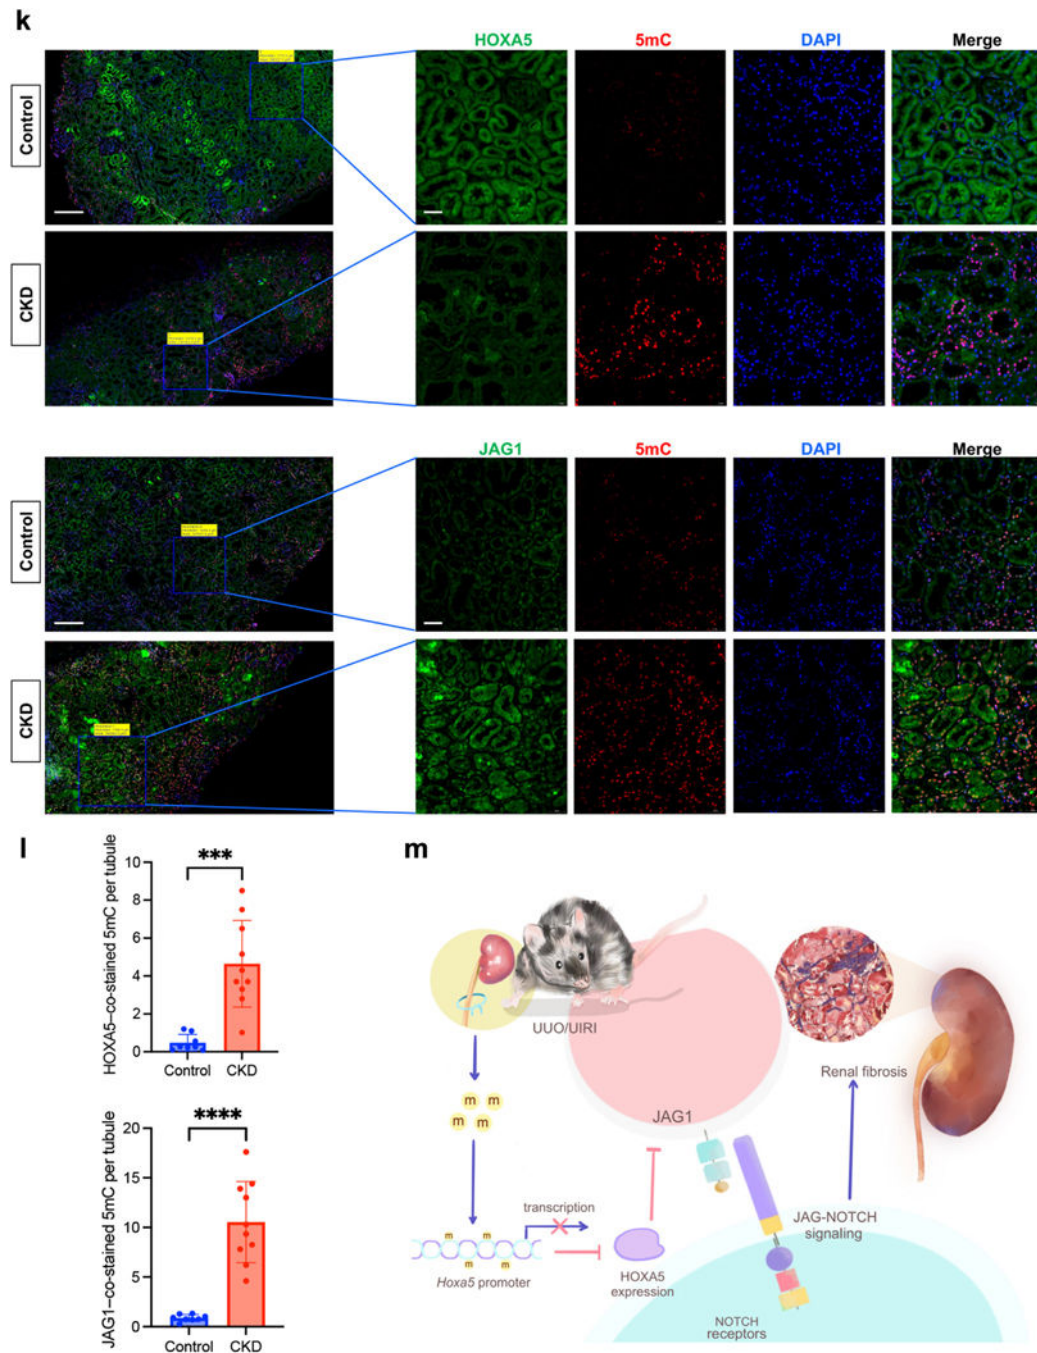 k
HOXA5 5mC DAPI Merge
Control
CKD
JAG1 5mC DAPI Merge
Control
CKD
l
HOXA5–co-stained 5mC per tubule
10
8
6
4
2
0
***
Control CKD
JAG1–co-stained 5mC per tubule
20
15
10
5
0
****
Control CKD
m
UUO/UIRI
m m
m m
JAG1
Renal fibrosis
transcription
m m
m m
Hoxa5 promoter
HOXA5
expression
JAG-NOTCH
signaling
NOTCH
receptors